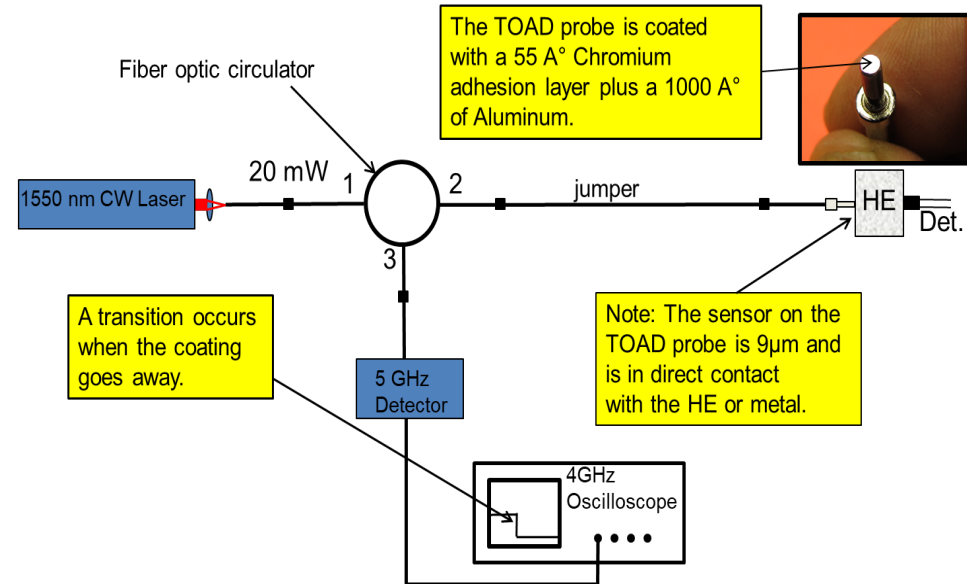 The TOAD probe is coated
with a 55 A° Chromium
adhesion layer plus a 1000 A°
of Aluminum.
Fiber optic circulator
1550 nm CW Laser
20 mW
1
2
jumper
HE
Det.
3
A transition occurs
when the coating
goes away.
Note: The sensor on the
TOAD probe is 9µm and
is in direct contact
with the HE or metal.
5 GHz
Detector
4GHz
Oscilloscope